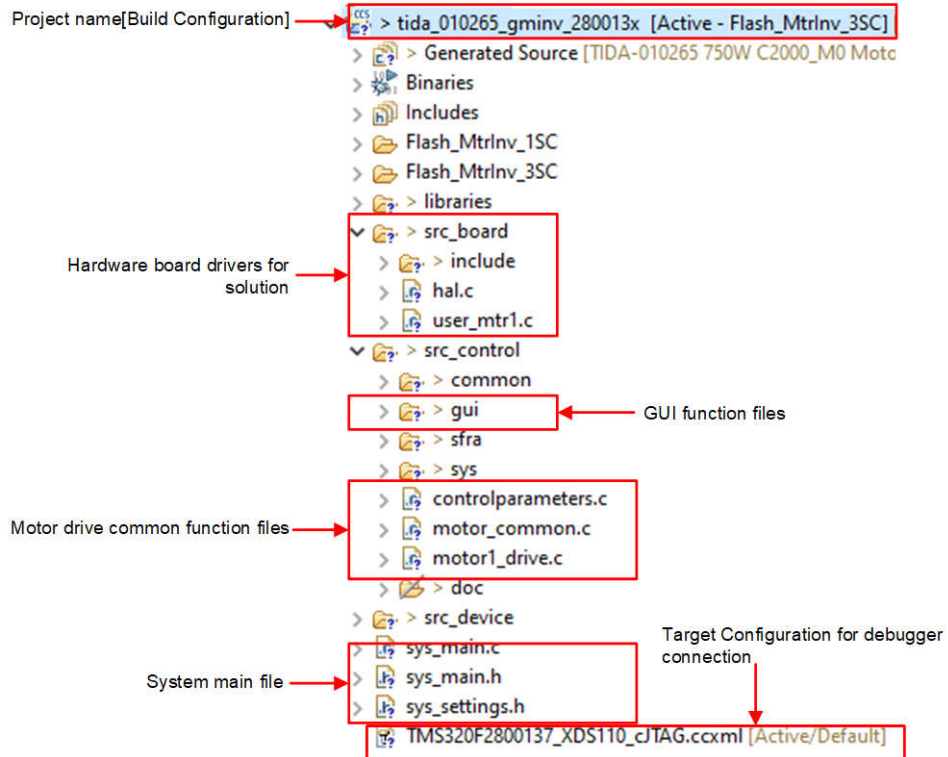 Project name[Build Configuration]
> tida_010265_gminv_280013x [Active - Flash_MtrInv_3SC]
> Generated Source [TIDA-010265 750W C2000_M0 Moto
Binaries
Includes
Flash_MtrInv_1SC
Flash_MtrInv_3SC
> libraries
> src_board
Hardware board drivers for
solution
> include
hal.c
user_mtr1.c
> src_control
> common
> gui
GUI function files
> sfra
> sys
Motor drive common function files
controlparameters.c
motor_common.c
motor1_drive.c
> doc
> src_device
Target Configuration for debugger
connection
System main file
sys_main.c
sys_main.h
sys_settings.h
TMS320F2800137_XDS110_cJTAG.ccxml [Active/Default]